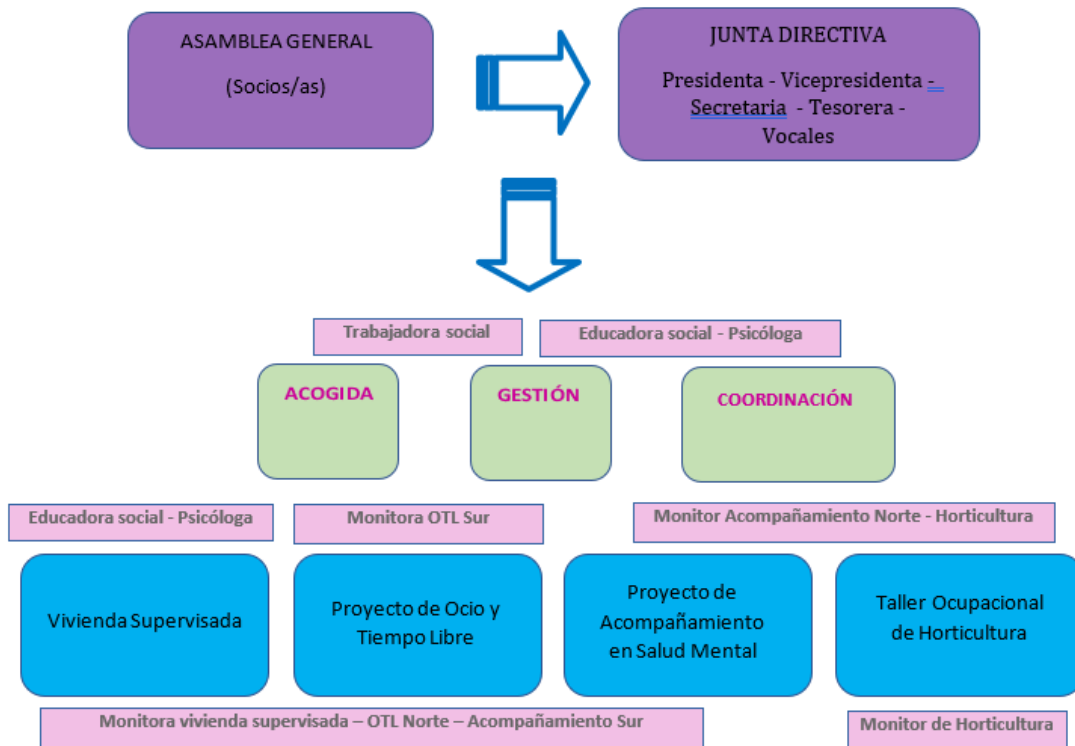 ASAMBLEA GENERAL
(Socios/as)
JUNTA DIRECTIVA
Presidenta - Vicepresidenta –
Secretaria - Tesorera -
Vocales
Trabajadora social
Educadora social - Psicóloga
ACOGIDA
GESTIÓN
COORDINACIÓN
Educadora social - Psicóloga
Monitora OTL Sur
Monitor Acompañamiento Norte - Horticultura
Vivienda Supervisada
Proyecto de Ocio y
Tiempo Libre
Proyecto de
Acompañamiento
en Salud Mental
Taller Ocupacional
de Horticultura
Monitora vivienda supervisada – OTL Norte – Acompañamiento Sur
Monitor de Horticultura